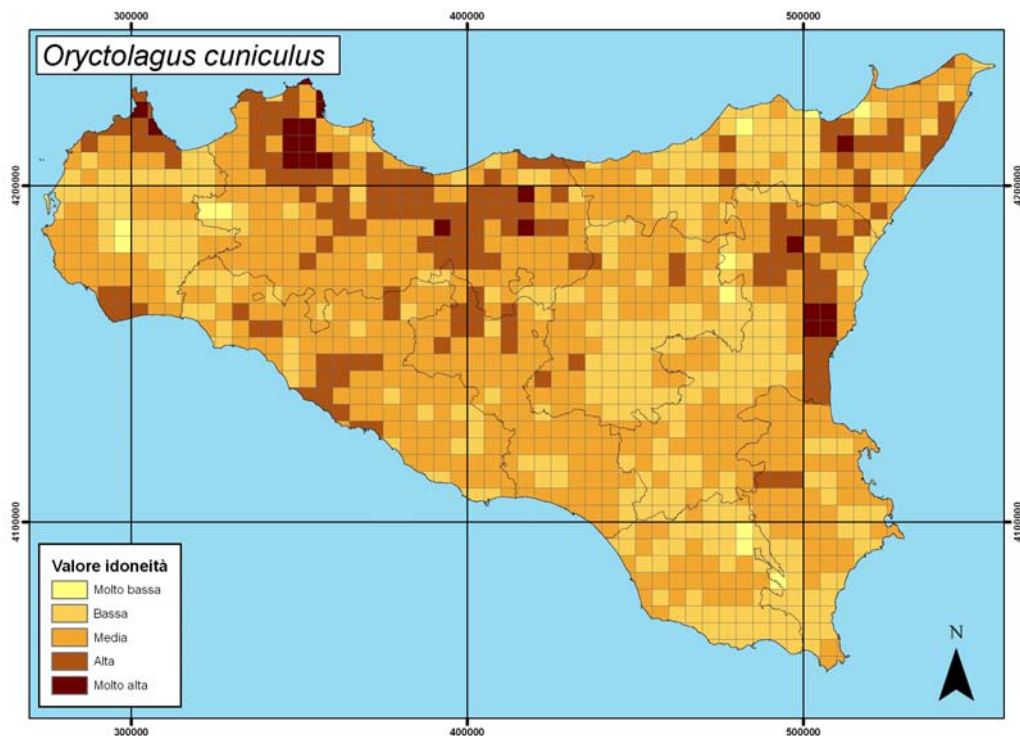 300000 400000 500000
Oryctolagus cuniculus
4200000 4200000
4100000 4100000
Valore idoneità
Molto bassa
Bassa
Media
Alta
Molto alta
N
300000 400000 500000